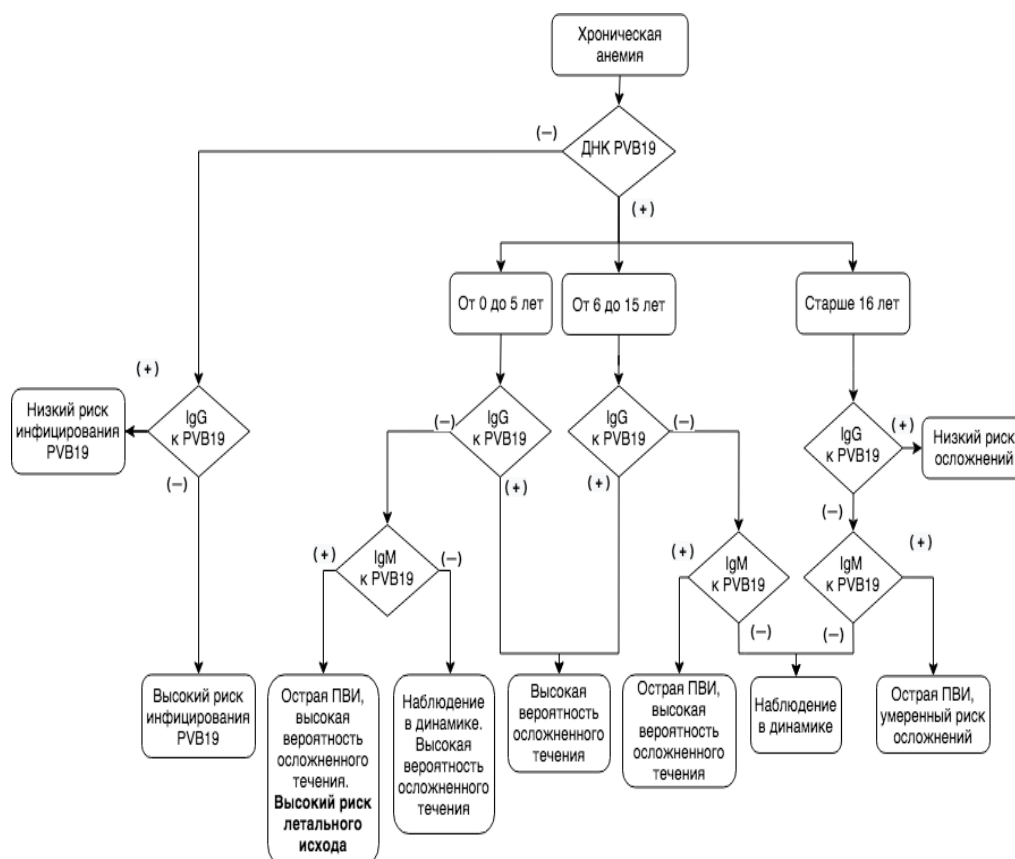 Хроническая
анемия
(−)
ДНК PVB19
(+)
От 0 до 5 лет
От 6 до 15 лет
Старше 16 лет
(+)
Низкий риск
инфицирования
PVB19
IgG
к PVB19
(−)
(−)
IgG
к PVB19
(+)
IgG
к PVB19
(−)
(+)
IgG
к PVB19
(+)
Низкий риск
осложнений
(−)
(+)
IgM
к PVB19
(−)
(+)
IgM
к PVB19
(−)
IgM
к PVB19
(+)
(−)
Высокий риск
инфицирования
PVB19
Острая ПВИ,
высокая
вероятность
осложненного
течения.
Высокий риск
летального
исхода
Наблюдение
в динамике.
Высокая
вероятность
осложненного
течения
Высокая
вероятность
осложненного
течения
Острая ПВИ,
высокая
вероятность
осложненного
течения
Наблюдение
в динамике
Острая ПВИ,
умеренный риск
осложнений